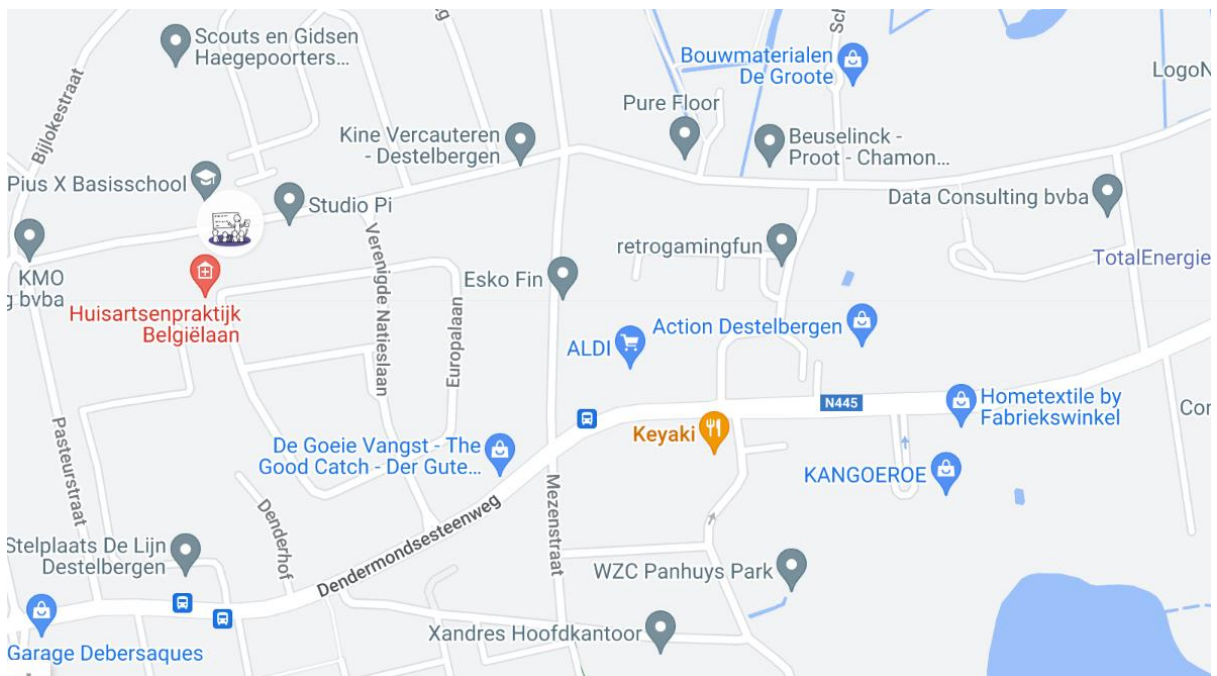 Scouts en Gidsen
Haegepoorters...
Bouwmaterialen
De Groote
LogoN
Bijlokestraat
Pure Floor
Kine Vercauteren
- Destelbergen
Beuselinck -
Proot - Chamon...
Pius X Basisschool
Studio Pi
Data Consulting bvba
retrogamingfun
KMO
g bvba
Verenigde Natieslaan
Esko Fin
TotalEnergie
Huisartsenpraktijk
Belgiëlaan
Europalaan
ALDI
Action Destelbergen
N445
Hometextile by
Fabriekswinkel
Cor
Keyaki
De Goeie Vangst - The
Good Catch - Der Gute...
KANGOEROE
Pasteurstraat
Denderhof
Mezenstraat
Dendermondsesteenweg
Stelplaats De Lijn
Destelbergen
WZC Panhuys Park
Xandres Hoofdkantoor
Garage Debersaques